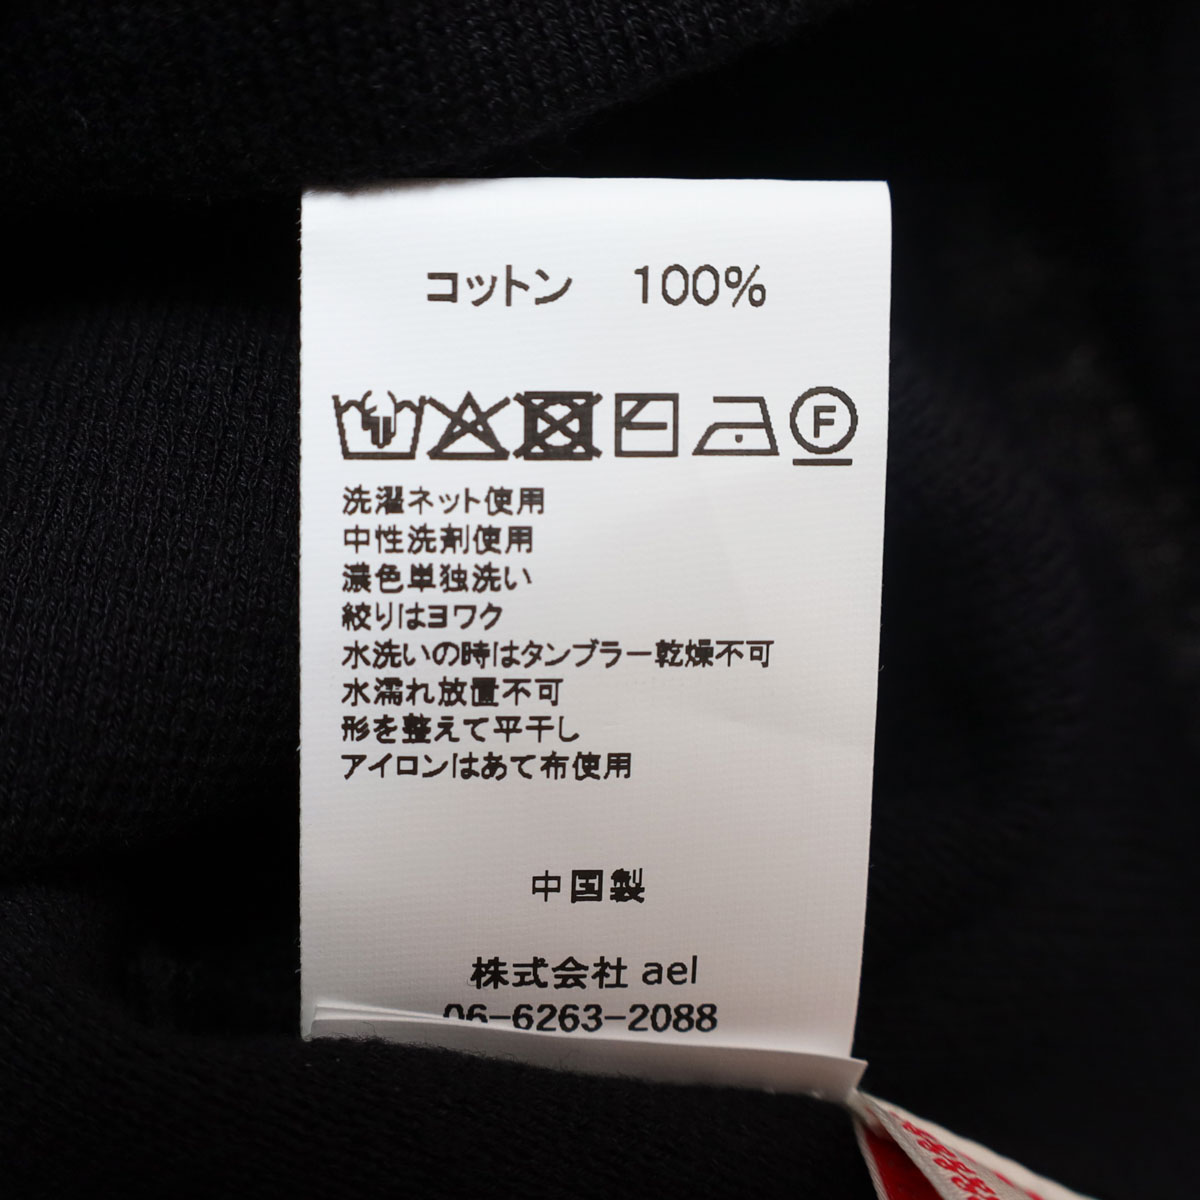 コットン　100%
F
洗濯ネット使用
中性洗剤使用
濃色単独洗い
絞りはヨワク
水洗いの時はタンブラー乾燥不可
水濡れ放置不可
形を整えて平干し
アイロンはあて布使用
中国製
株式会社 ael
06-6263-2088